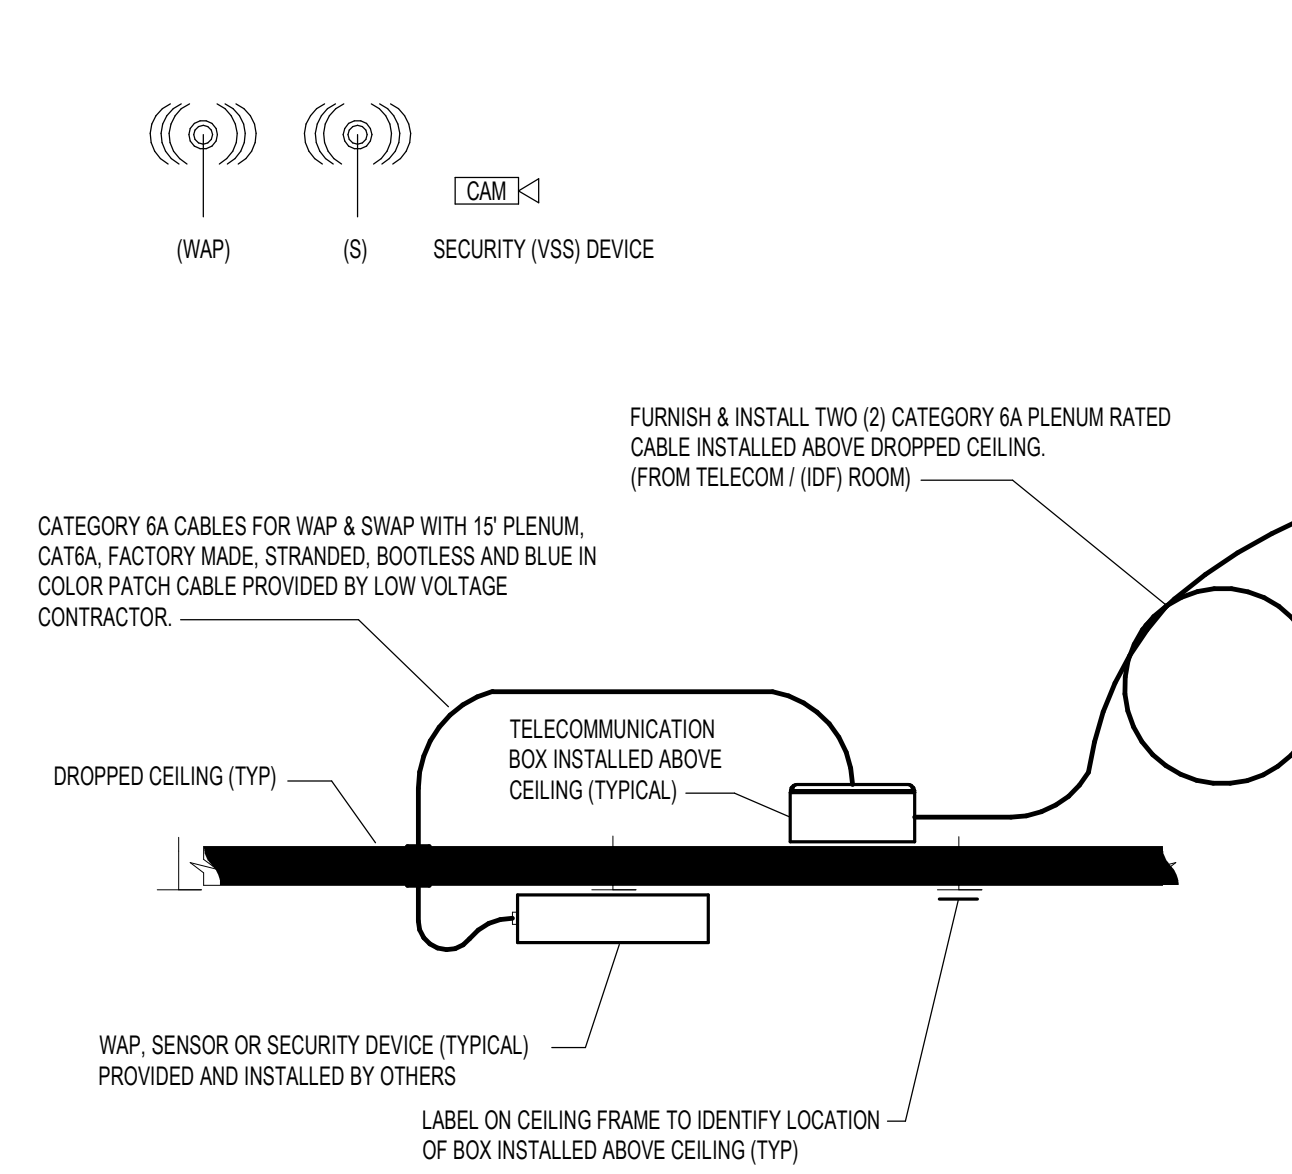 CAM
(WAP)
(S)
SECURITY (VSS) DEVICE
FURNISH & INSTALL TWO (2) CATEGORY 6A PLENUM RATED
CABLE INSTALLED ABOVE DROPPED CEILING.
(FROM TELECOM / (IDF) ROOM)
CATEGORY 6A CABLES FOR WAP & SWAP WITH 15' PLENUM,
CAT6A, FACTORY MADE, STRANDED, BOOTLESS AND BLUE IN
COLOR PATCH CABLE PROVIDED BY LOW VOLTAGE
CONTRACTOR.
TELECOMMUNICATION
BOX INSTALLED ABOVE
CEILING (TYPICAL)
DROPPED CEILING (TYP)
WAP, SENSOR OR SECURITY DEVICE (TYPICAL)
PROVIDED AND INSTALLED BY OTHERS
LABEL ON CEILING FRAME TO IDENTIFY LOCATION
OF BOX INSTALLED ABOVE CEILING (TYP)